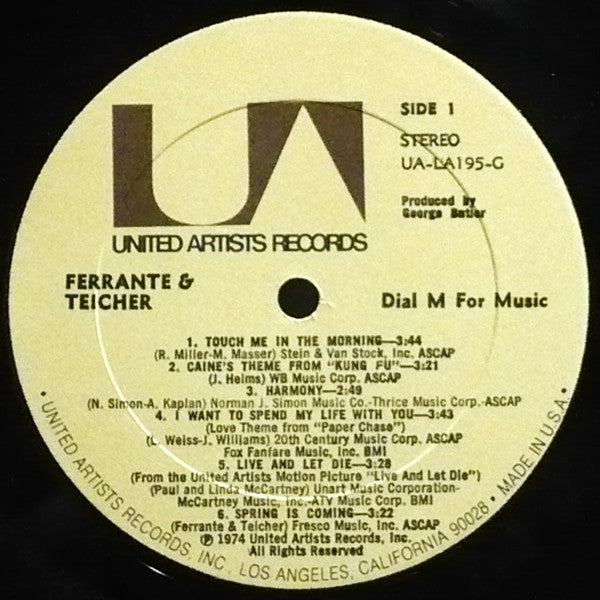 UA
SIDE 1
STEREO
UA-LA195-G
Produced by
George Butler
UNITED ARTISTS RECORDS
FERRANTE &
TEICHER
Dial M For Music
1. TOUCH ME IN THE MORNING—3:44
(R. Miller-M. Masser) Stein & Van Stock, Inc. ASCAP
2. CAINE'S THEME FROM "KUNG FU"—3:21
(J. Helms) WB Music Corp. ASCAP
3. HARMONY—2:49
(N. Simon-A. Kaplan) Norman J. Simon Music Co.-Thrice Music Corp.-ASCAP
4. I WANT TO SPEND MY LIFE WITH YOU—3:43
(Love Theme from "Paper Chase")
(L. Weiss-J. Williams) 20th Century Music Corp. ASCAP
Fox Fanfare Music, Inc. BMI
5. LIVE AND LET DIE—3:28
(From the United Artists Motion Picture "Live And Let Die")
(Paul and Linda McCartney) Unart Music Corporation-
McCartney Music, Inc.-ATV Music Corp. BMI
6. SPRING IS COMING—3:22
(Ferrante & Teicher) Fresco Music, Inc. ASCAP
℗ 1974 United Artists Records, Inc.
All Rights Reserved
• UNITED ARTISTS RECORDS, INC., LOS ANGELES, CALIFORNIA 90028 • MADE IN U.S.A. •